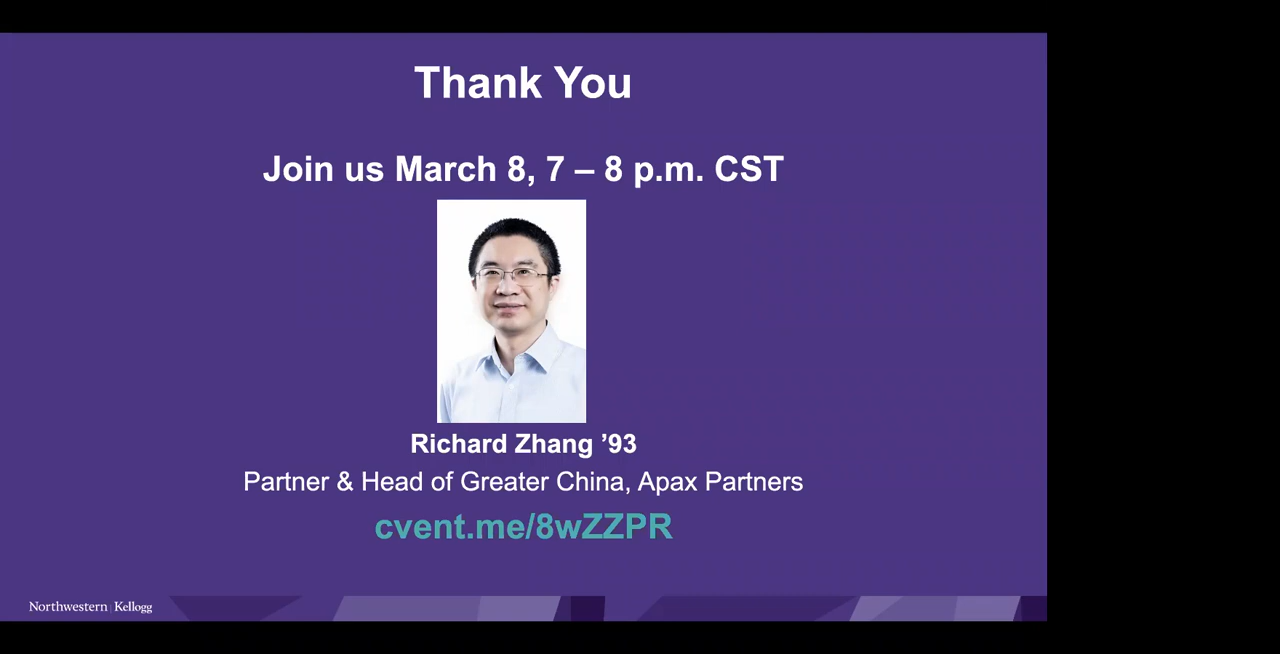 Thank You
Join us March 8, 7 – 8 p.m. CST
Richard Zhang ’93
Partner & Head of Greater China, Apax Partners
cvent.me/8wZZPR
Northwestern | Kellogg